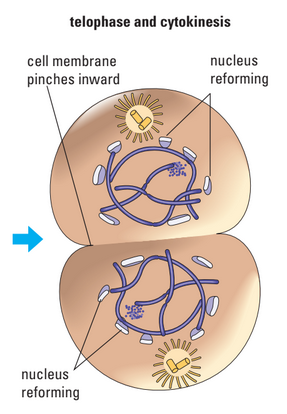 telophase and cytokinesis
cell membrane
pinches inward
nucleus
reforming
nucleus
reforming